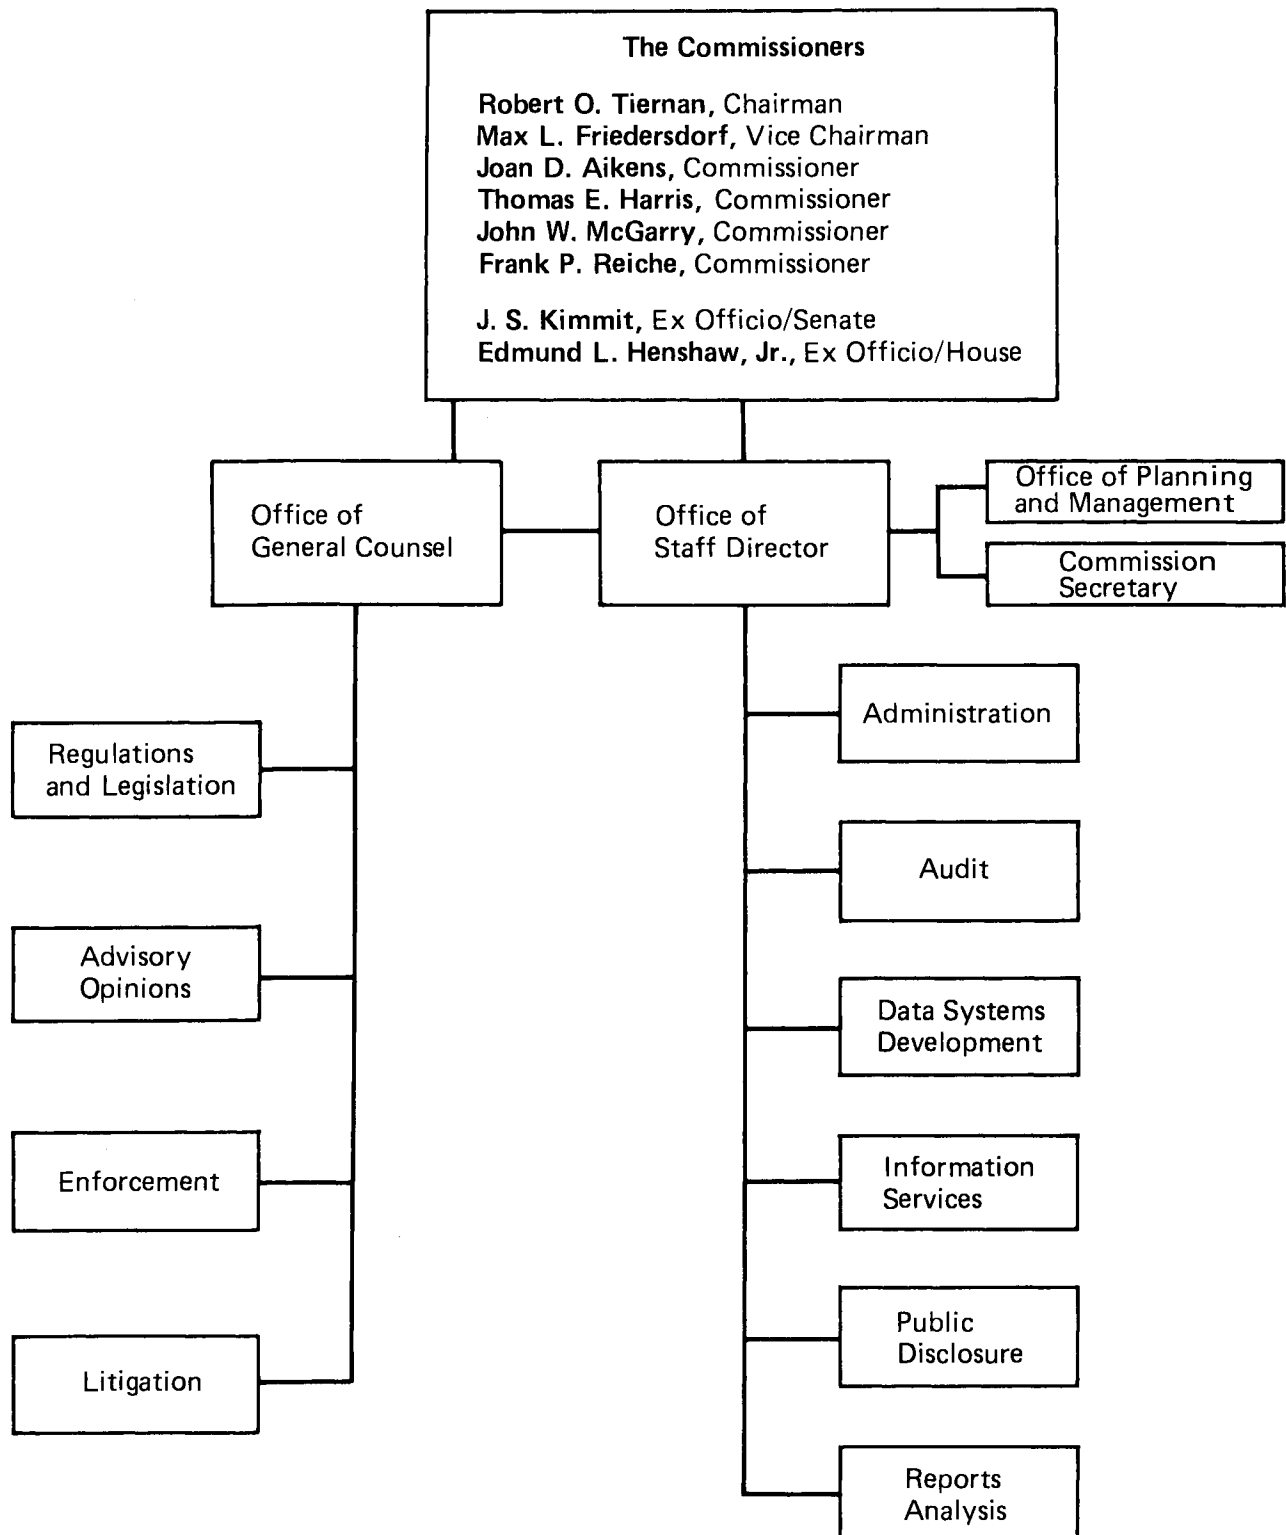 The Commissioners
Robert O. Tiernan, Chairman
Max L. Friedersdorf, Vice Chairman
Joan D. Aikens, Commissioner
Thomas E. Harris, Commissioner
John W. McGarry, Commissioner
Frank P. Reiche, Commissioner
J. S. Kimmit, Ex Officio/Senate
Edmund L. Henshaw, Jr., Ex Officio/House
Office of
General Counsel
Office of
Staff Director
Office of Planning
and Management
Commission
Secretary
Regulations
and Legislation
Advisory
Opinions
Enforcement
Litigation
Administration
Audit
Data Systems
Development
Information
Services
Public
Disclosure
Reports
Analysis